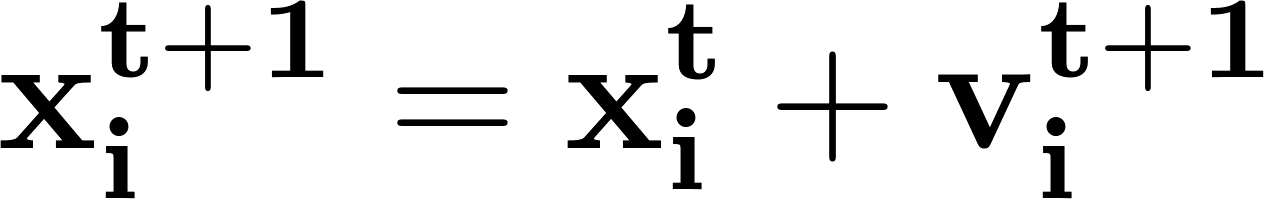 x_i^{t+1} = x_i^t + v_i^{t+1}